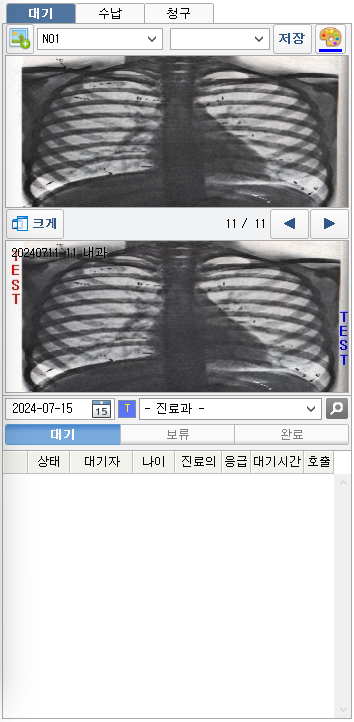 대기 수납 청구
N01 저장
크게 11 / 11
20240711 11 내과
TEST
TEST
2024-07-15 15 T - 진료과 -
대기 보류 완료
상태 대기자 나이 진료의 응급 대기시간 호출